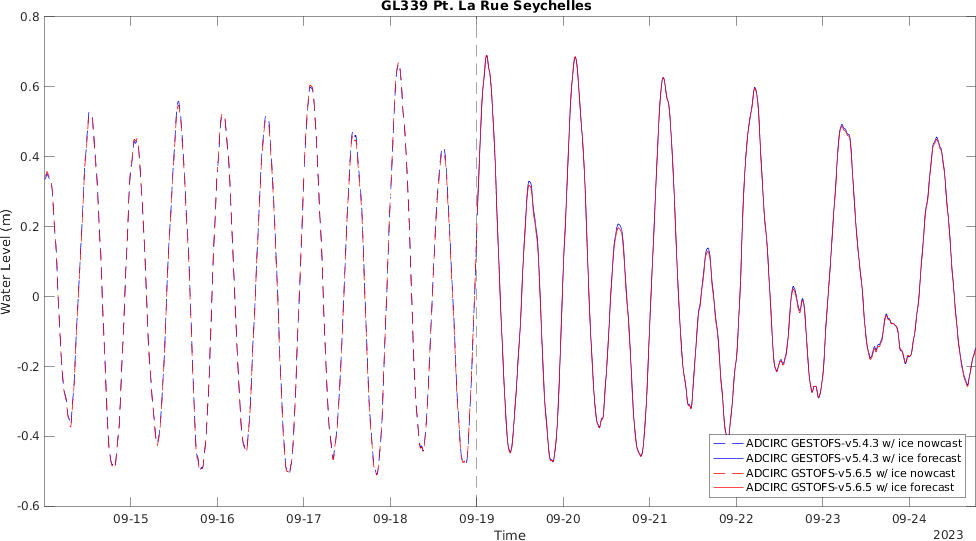 GL339 Pt. La Rue Seychelles
0.8
0.6
0.4
0.2
0
-0.2
-0.4
-0.6
Water Level (m)
ADCIRC GESTOFS-v5.4.3 w/ ice nowcast
ADCIRC GESTOFS-v5.4.3 w/ ice forecast
ADCIRC GSTOFS-v5.6.5 w/ ice nowcast
ADCIRC GSTOFS-v5.6.5 w/ ice forecast
09-15 09-16 09-17 09-18 09-19 09-20 09-21 09-22 09-23 09-24
Time
2023